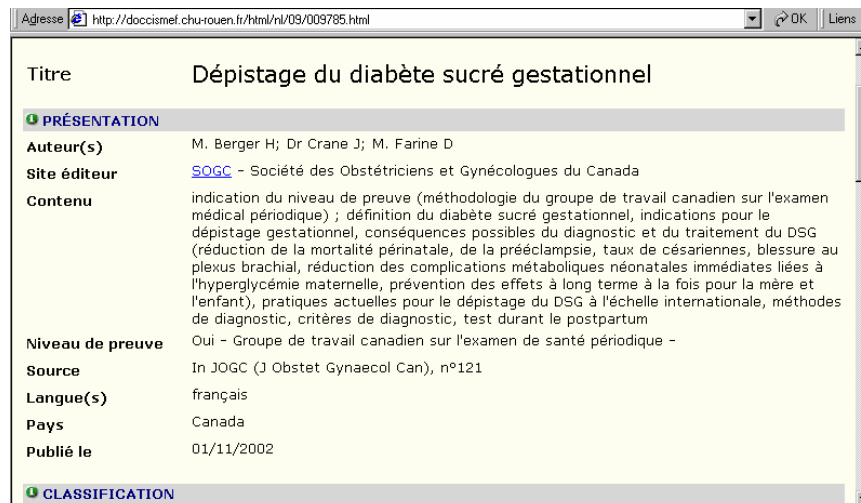 Adresse http://doccismef.chu-rouen.fr/html/nl/09/009785.html OK Liens
Titre Dépistage du diabète sucré gestationnel
PRÉSENTATION
Auteur(s) M. Berger H; Dr Crane J; M. Farine D
Site éditeur SOGC - Société des Obstétriciens et Gynécologues du Canada
Contenu indication du niveau de preuve (méthodologie du groupe de travail canadien sur l'examen
médical périodique) ; définition du diabète sucré gestationnel, indications pour le
dépistage gestationnel, conséquences possibles du diagnostic et du traitement du DSG
(réduction de la mortalité périnatale, de la prééclampsie, taux de césariennes, blessure au
plexus brachial, réduction des complications métaboliques néonatales immédiates liées à
l'hyperglycémie maternelle, prévention des effets à long terme à la fois pour la mère et
l'enfant), pratiques actuelles pour le dépistage du DSG à l'échelle internationale, méthodes
de diagnostic, critères de diagnostic, test durant le postpartum
Niveau de preuve Oui - Groupe de travail canadien sur l'examen de santé périodique -
Source In JOGC (J Obstet Gynaecol Can), n°121
Langue(s) français
Pays Canada
Publié le 01/11/2002
CLASSIFICATION